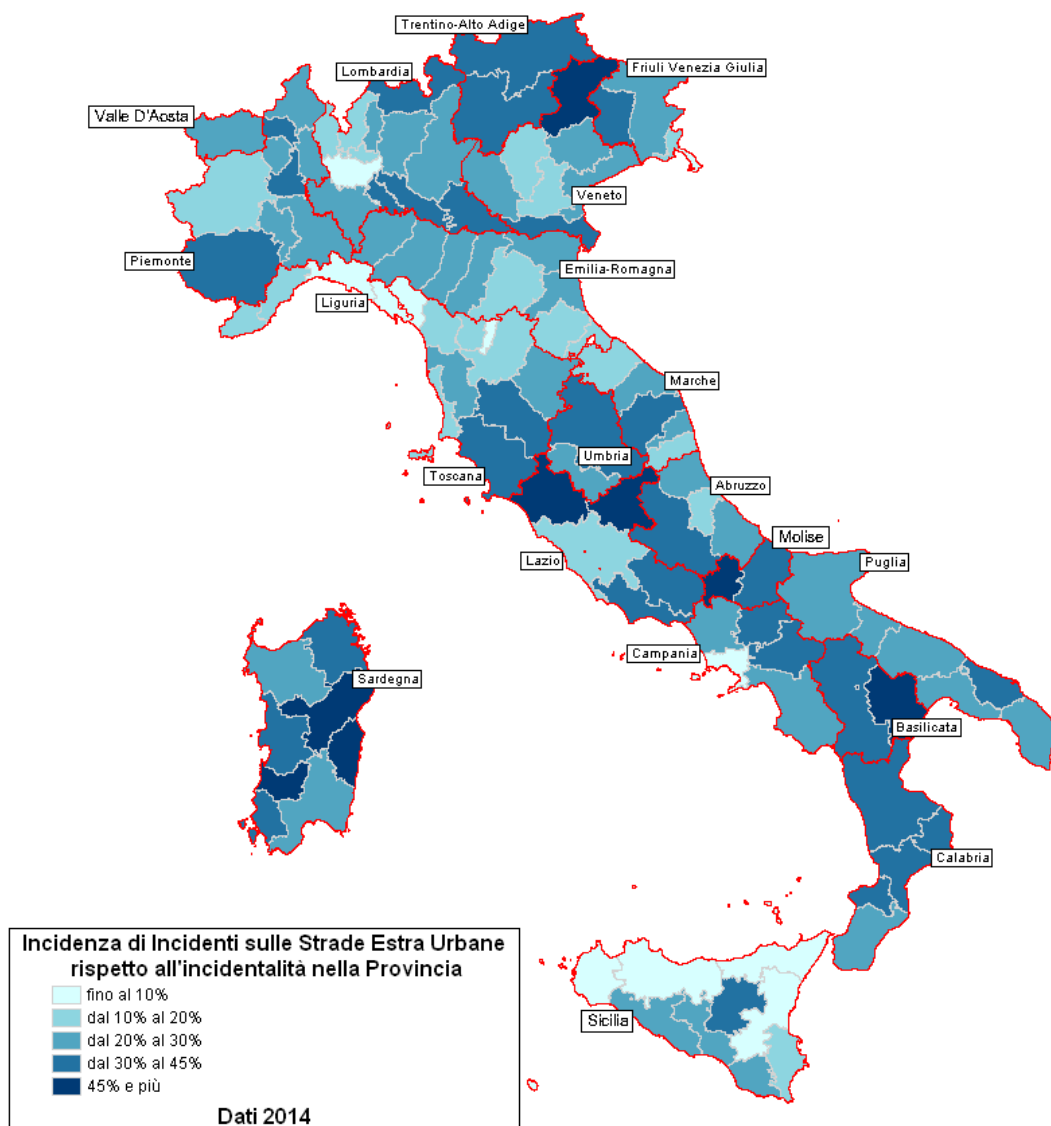 Trentino-Alto Adige
Friuli Venezia Giulia
Lombardia
Valle D'Aosta
Veneto
Piemonte
Emilia-Romagna
Liguria
Marche
Umbria
Toscana
Abruzzo
Molise
Lazio
Puglia
Campania
Sardegna
Basilicata
Calabria
Sicilia
Incidenza di Incidenti sulle Strade Estra Urbane
rispetto all'incidentalità nella Provincia
fino al 10%
dal 10% al 20%
dal 20% al 30%
dal 30% al 45%
45% e più
Dati 2014